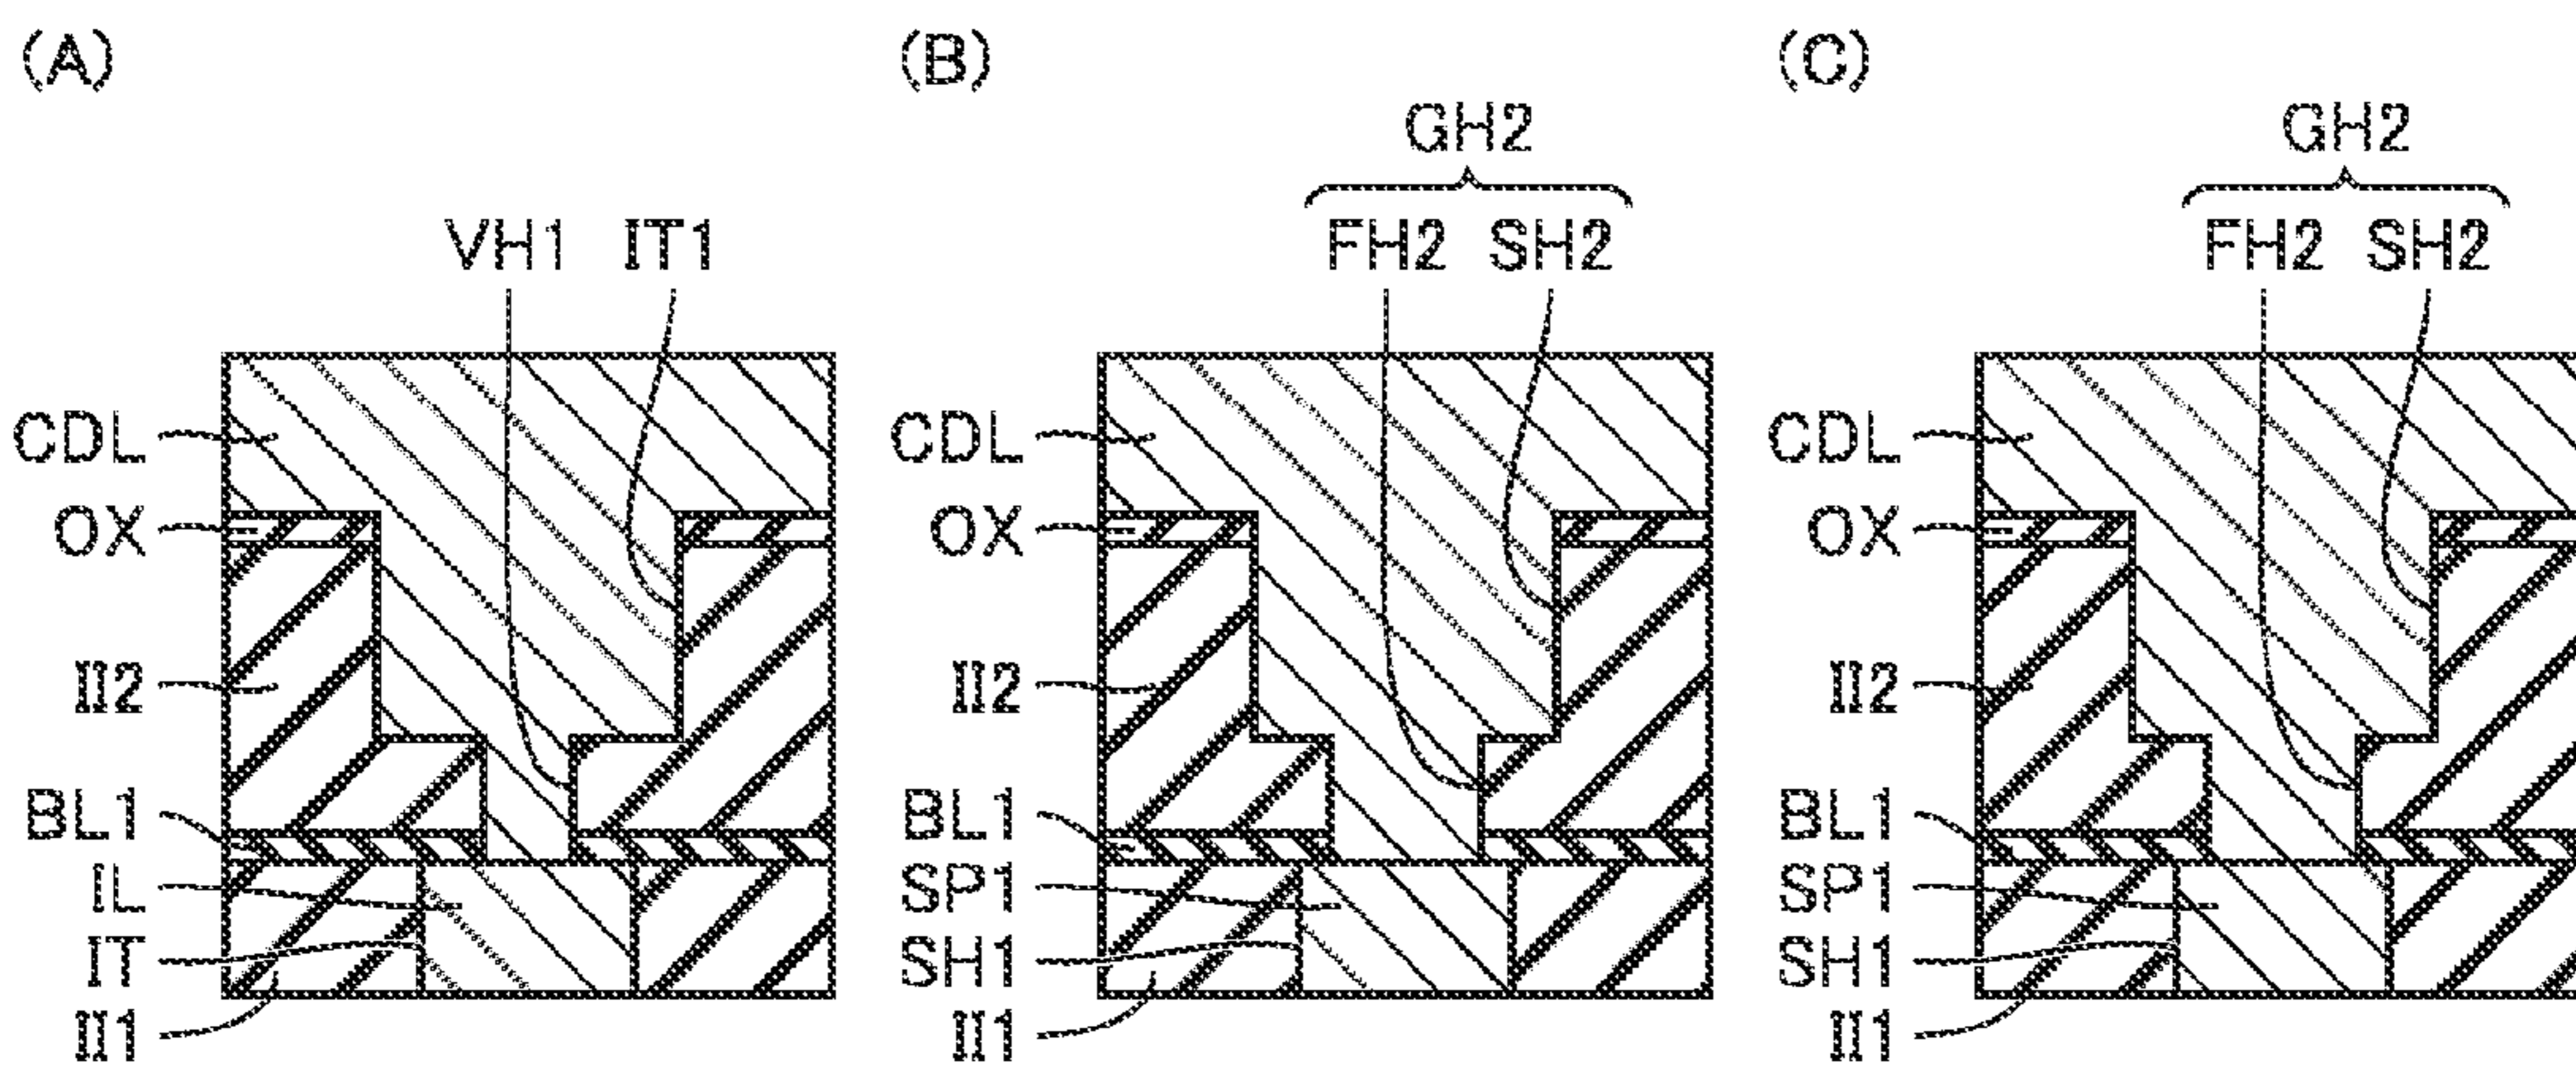 (A)
VH1 IT1
CDL
OX
II2
BL1
IL
IT
II1
(B)
GH2
FH2 SH2
CDL
OX
II2
BL1
SP1
SH1
II1
(C)
GH2
FH2 SH2
CDL
OX
II2
BL1
SP1
SH1
II1